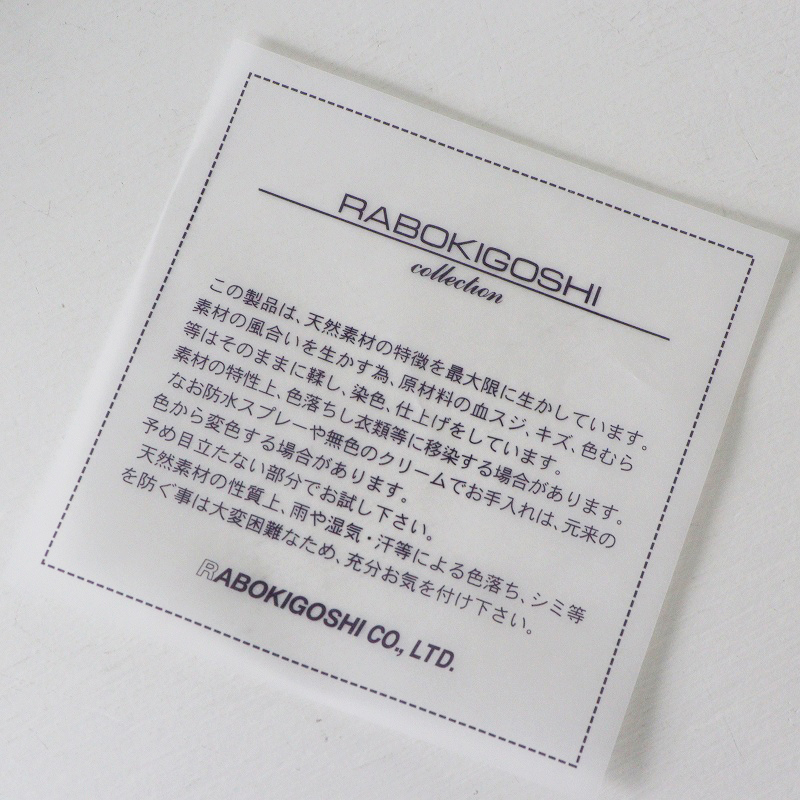 RABOKIGOSHI
collection
この製品は、天然素材の特徴を最大限に生かしています。
素材の風合いを生かす為、原材料の血スジ、キズ、色むら
等はそのままに鞣し、染色、仕上げをしています。
素材の特性上、色落ちし衣類等に移染する場合があります。
なお防水スプレーや無色のクリームでお手入れは、元来の
色から変色する場合があります。
予め目立たない部分でお試し下さい。
天然素材の性質上、雨や湿気・汗等による色落ち、シミ等
を防ぐ事は大変困難なため、充分お気を付け下さい。
RABOKIGOSHI CO., LTD.